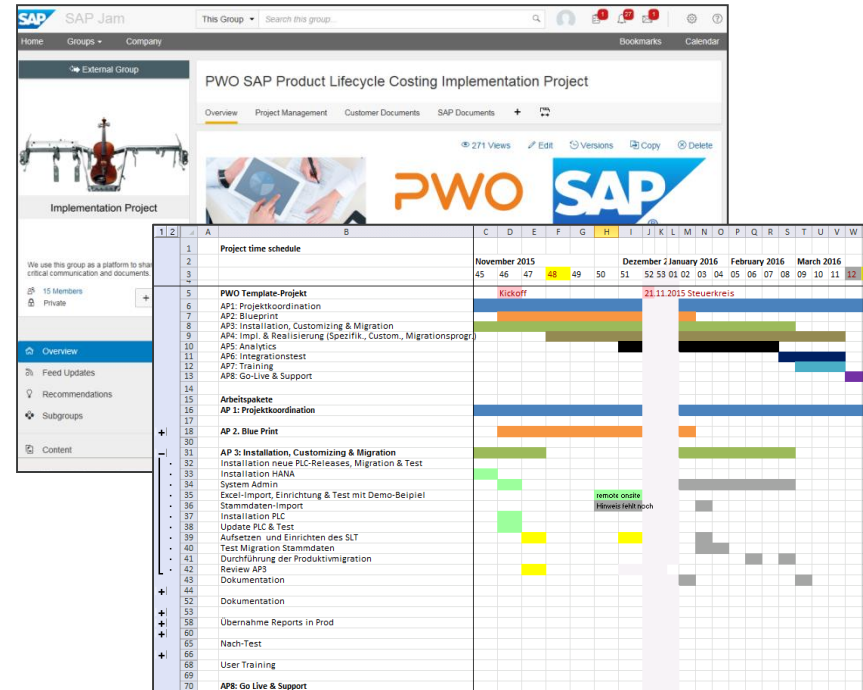 SAP
SAP Jam
This Group
Search this group...
1
27
1
Home
Groups
Company
Bookmarks
Calendar
External Group
Implementation Project
We use this group as a platform to shar
critical communication and documents.
15 Members
Private
+
Overview
Feed Updates
Recommendations
Subgroups
Content
PWO SAP Product Lifecycle Costing Implementation Project
Overview
Project Management
Customer Documents
SAP Documents
+
271 Views
Edit
Versions
Copy
Delete
PWO
SAP
1 2 A B C D E F G H I J K L M N O P Q R S T U V W
1 Project time schedule
2 November 2015 Dezember 2 January 2016 February 2016 March 2016
3 45 46 47 48 49 50 51 52 53 01 02 03 04 05 06 07 08 09 10 11 12
5 PWO Template-Projekt Kickoff 21.11.2015 Steuerkreis
6 AP1: Projektkoordination
7 AP2: Blueprint
8 AP3: Installation, Customizing & Migration
9 AP4: Impl. & Realisierung (Spezifik., Custom., Migrationsprogr.)
10 AP5: Analytics
11 AP6: Integrationstest
12 AP7: Training
13 AP8: Go-Live & Support
14
15 Arbeitspakete
16 AP 1: Projektkoordination
17
18 AP 2. Blue Print
30
31 AP 3: Installation, Customizing & Migration
32 Installation neue PLC-Releases, Migration & Test
33 Installation HANA
34 System Admin
35 Excel-Import, Einrichtung & Test mit Demo-Beipiel remote onsite
36 Stammdaten-Import Hinweis fehlt noch
37 Installation PLC
38 Update PLC & Test
39 Aufsetzen und Einrichten des SLT
40 Test Migration Stammdaten
41 Durchführung der Produktivmigration
42 Review AP3
43 Dokumentation
44
52 Dokumentation
53
58 Übernahme Reports in Prod
60
65 Nach-Test
66
68 User Training
69
70 AP8: Go Live & Support